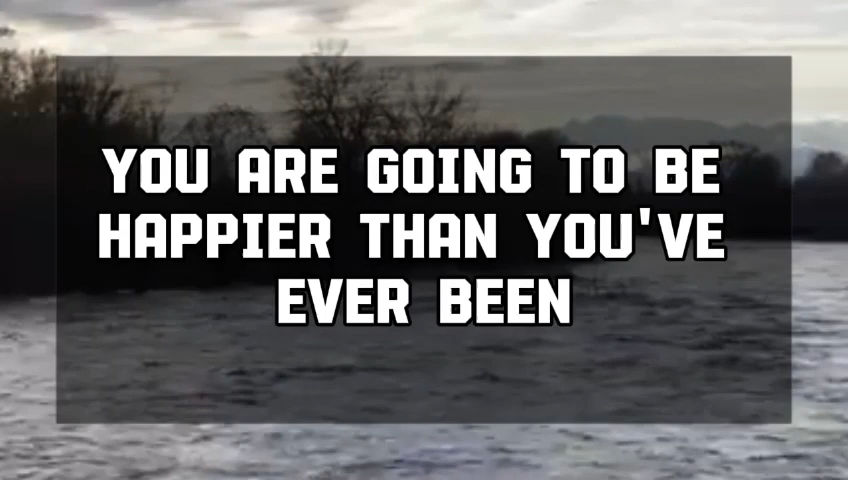 YOU ARE GOING TO BE
HAPPIER THAN YOU'VE
EVER BEEN